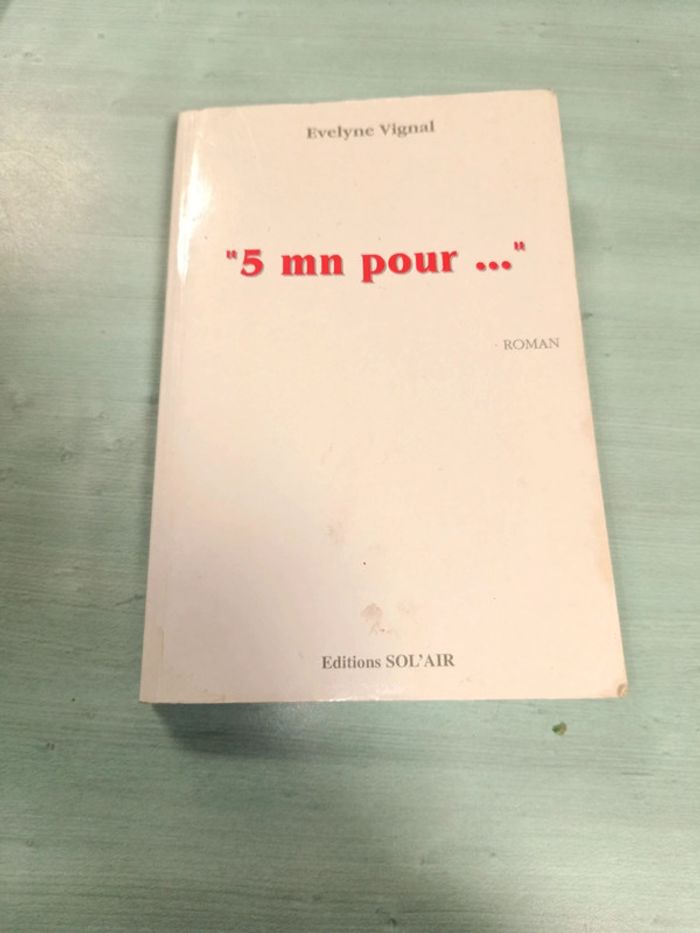 Evelyne Vignal
"5 mn pour ..."
ROMAN
Editions SOL'AIR